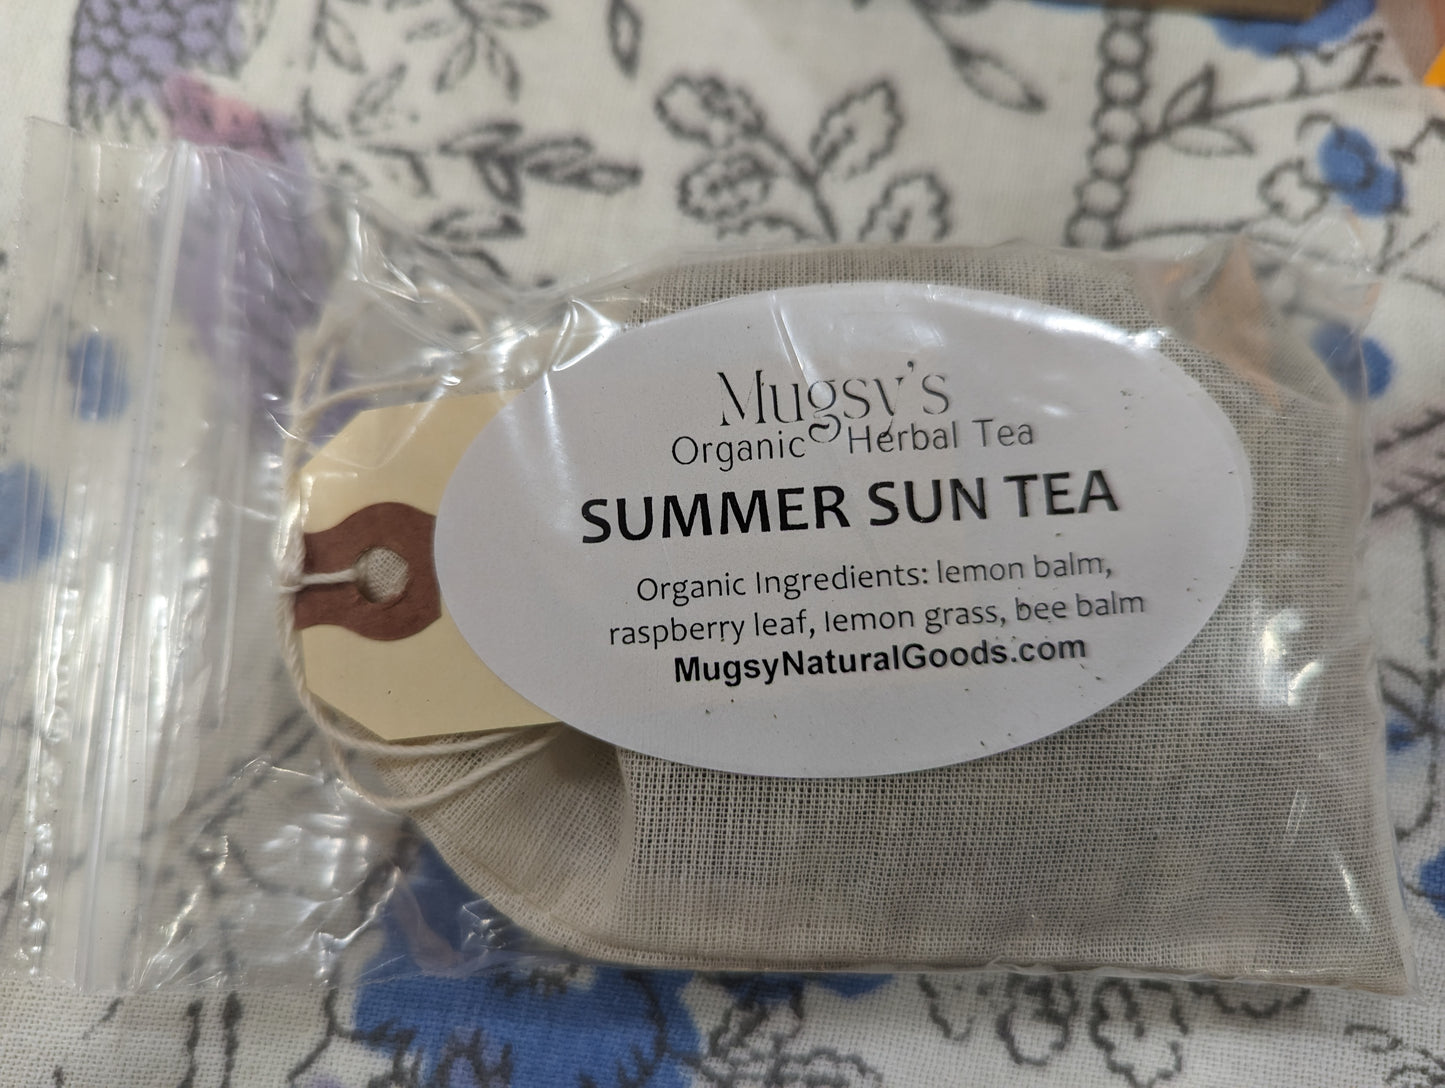 Mugsy's
Organic Herbal Tea
SUMMER SUN TEA
Organic Ingredients: lemon balm,
raspberry leaf, lemon grass, bee balm
MugsyNaturalGoods.com